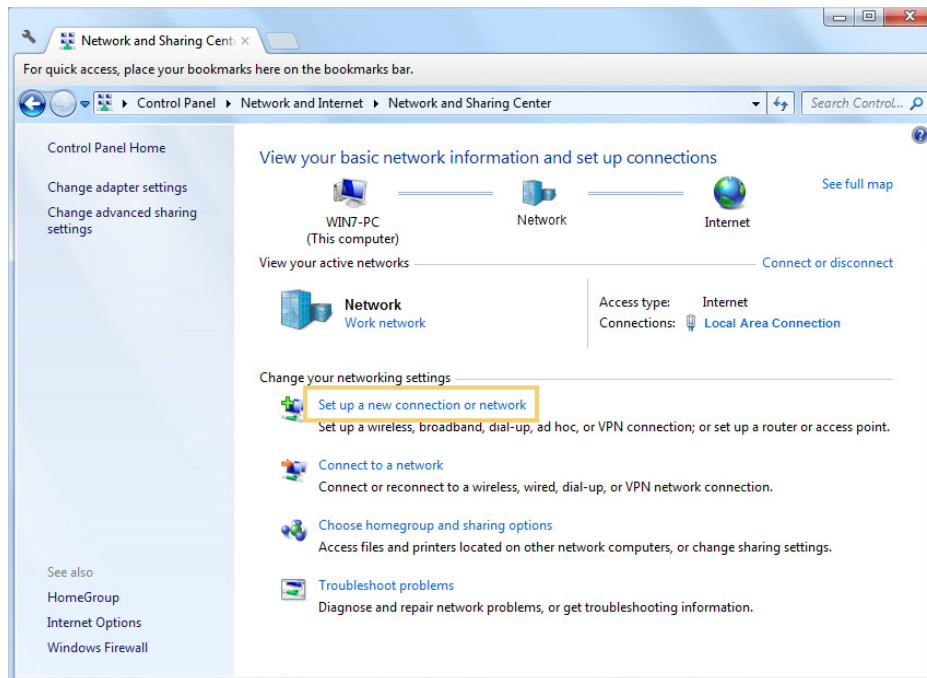 Network and Sharing Cent
For quick access, place your bookmarks here on the bookmarks bar.
Control Panel Network and Internet Network and Sharing Center Search Control...
Control Panel Home
Change adapter settings
Change advanced sharing
settings
See also
HomeGroup
Internet Options
Windows Firewall
View your basic network information and set up connections
See full map
WIN7-PC
(This computer)
Network
Internet
View your active networks
Connect or disconnect
Network
Work network
Access type: Internet
Connections: Local Area Connection
Change your networking settings
Set up a new connection or network
Set up a wireless, broadband, dial-up, ad hoc, or VPN connection; or set up a router or access point.
Connect to a network
Connect or reconnect to a wireless, wired, dial-up, or VPN network connection.
Choose homegroup and sharing options
Access files and printers located on other network computers, or change sharing settings.
Troubleshoot problems
Diagnose and repair network problems, or get troubleshooting information.